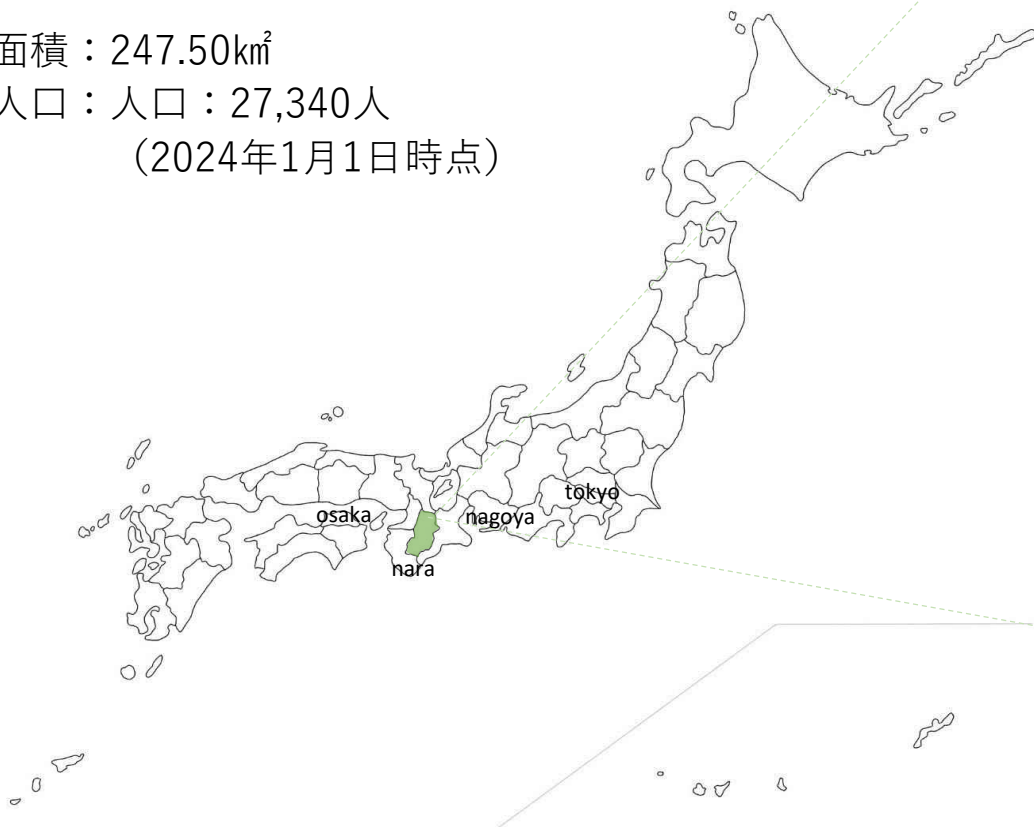 面積：247.50㎢
人口：人口：27,340人
（2024年1月1日時点）
tokyo
osaka
nagoya
nara